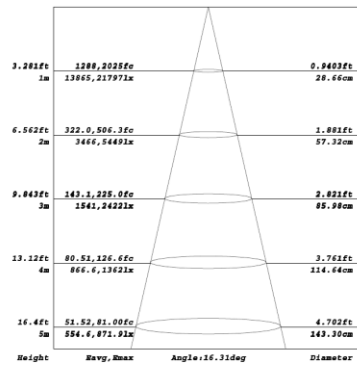 3.281ft 1288,2025fc 0.9403ft
1m 13865,21797lx 28.66cm
6.562ft 322.0,506.3fc 1.881ft
2m 3466,5449lx 57.32cm
9.843ft 143.1,225.0fc 2.821ft
3m 1541,2422lx 85.98cm
13.12ft 80.51,126.6fc 3.761ft
4m 866.6,1362lx 114.64cm
16.4ft 51.52,81.00fc 4.702ft
5m 554.6,871.9lx 143.30cm
Height Eavg,Emax Angle:16.31deg Diameter